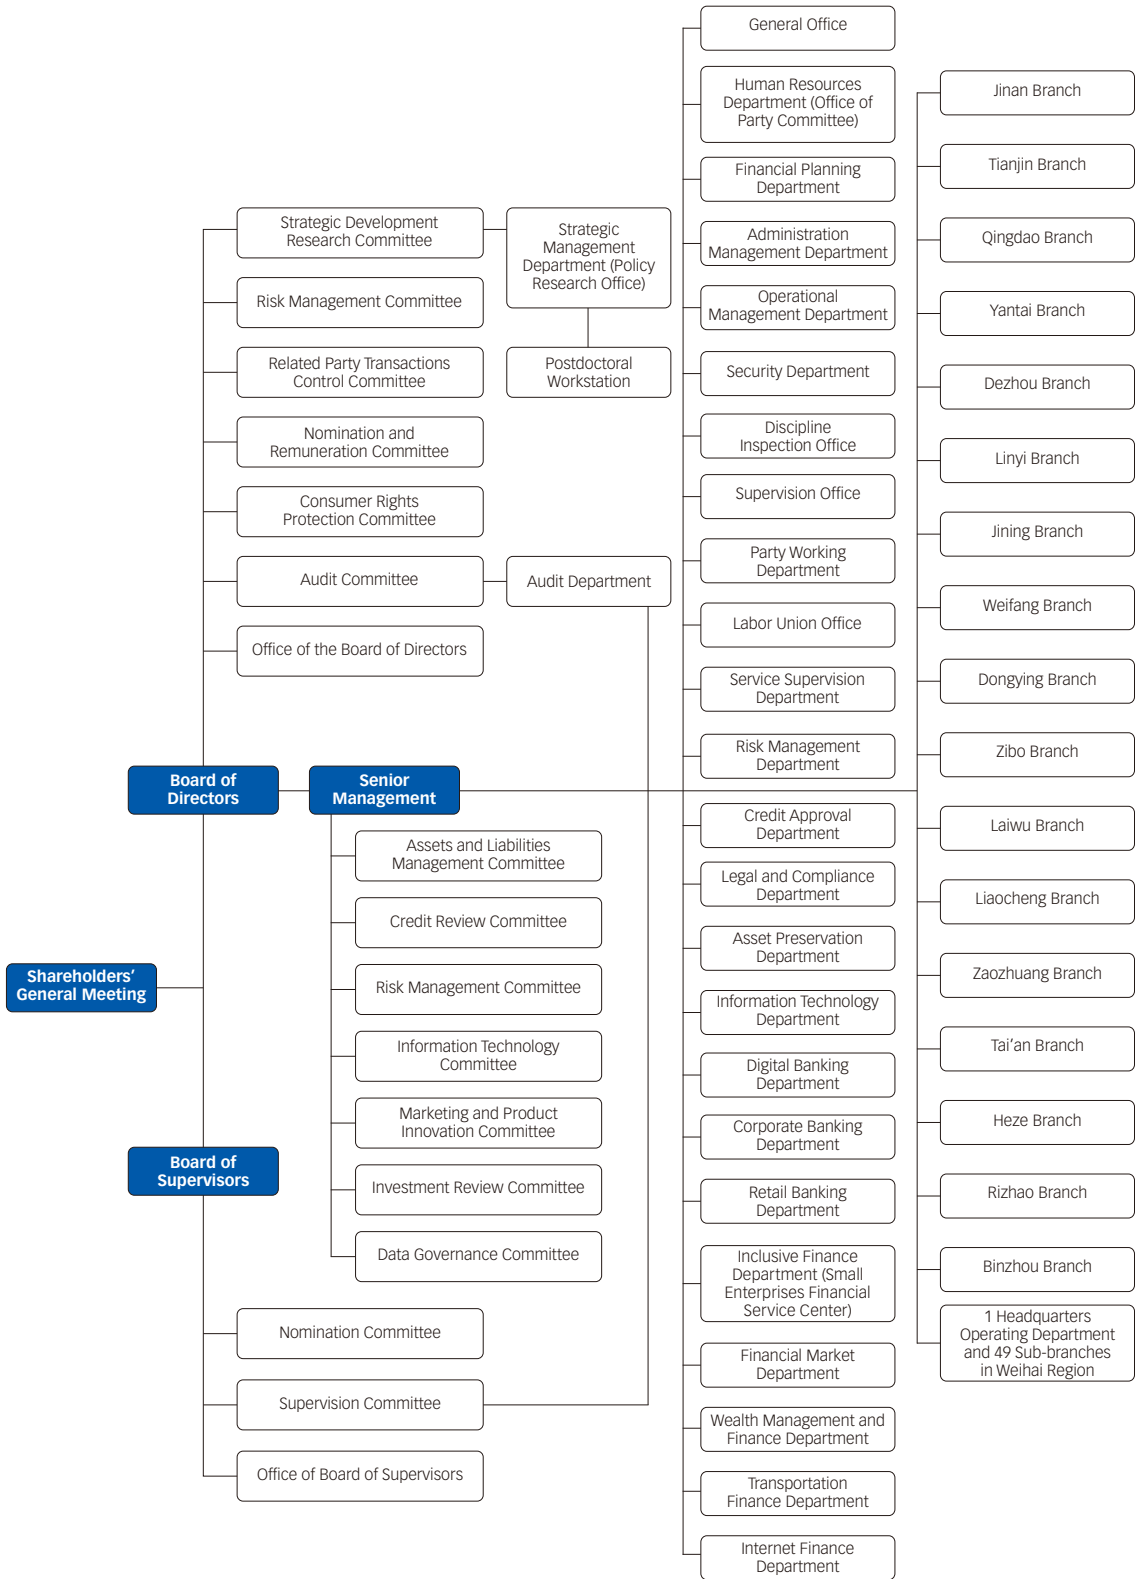 General Office
Human Resources
Department (Office of
Party Committee)
Financial Planning
Department
Administration
Management Department
Operational
Management Department
Security Department
Discipline
Inspection Office
Supervision Office
Party Working
Department
Labor Union Office
Service Supervision
Department
Risk Management
Department
Credit Approval
Department
Legal and Compliance
Department
Asset Preservation
Department
Information Technology
Department
Digital Banking
Department
Corporate Banking
Department
Retail Banking
Department
Inclusive Finance
Department (Small
Enterprises Financial
Service Center)
Financial Market
Department
Wealth Management and
Finance Department
Transportation
Finance Department
Internet Finance
Department
Jinan Branch
Tianjin Branch
Qingdao Branch
Yantai Branch
Dezhou Branch
Linyi Branch
Jining Branch
Weifang Branch
Dongying Branch
Zibo Branch
Laiwu Branch
Liaocheng Branch
Zaozhuang Branch
Tai’an Branch
Heze Branch
Rizhao Branch
Binzhou Branch
1 Headquarters
Operating Department
and 49 Sub-branches
in Weihai Region
Strategic Development
Research Committee
Strategic
Management
Department (Policy
Research Office)
Postdoctoral
Workstation
Risk Management Committee
Related Party Transactions
Control Committee
Nomination and
Remuneration Committee
Consumer Rights
Protection Committee
Audit Committee
Audit Department
Office of the Board of Directors
Board of
Directors
Senior
Management
Assets and Liabilities
Management Committee
Credit Review Committee
Risk Management Committee
Information Technology
Committee
Marketing and Product
Innovation Committee
Investment Review Committee
Data Governance Committee
Shareholders’
General Meeting
Board of
Supervisors
Nomination Committee
Supervision Committee
Office of Board of Supervisors